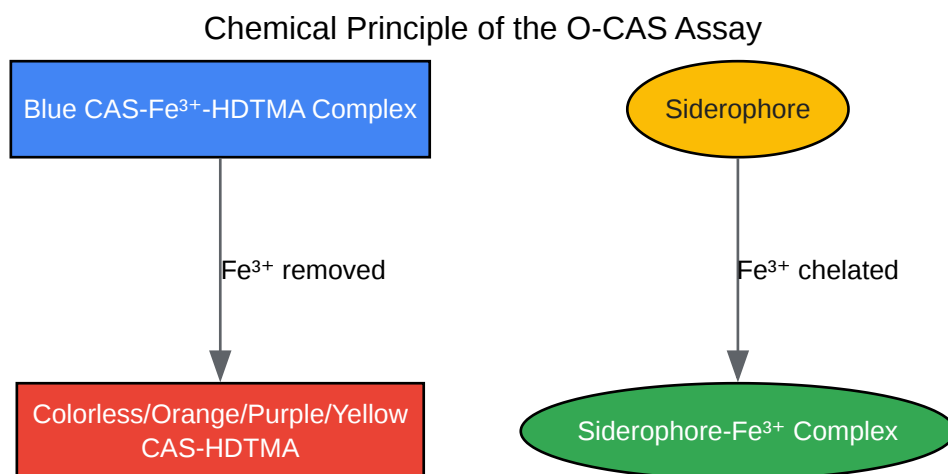 Chemical Principle of the O-CAS Assay
Blue CAS-Fe³⁺-HDTMA Complex
Siderophore
Fe³⁺ removed
Fe³⁺ chelated
Colorless/Orange/Purple/Yellow
CAS-HDTMA
Siderophore-Fe³⁺ Complex